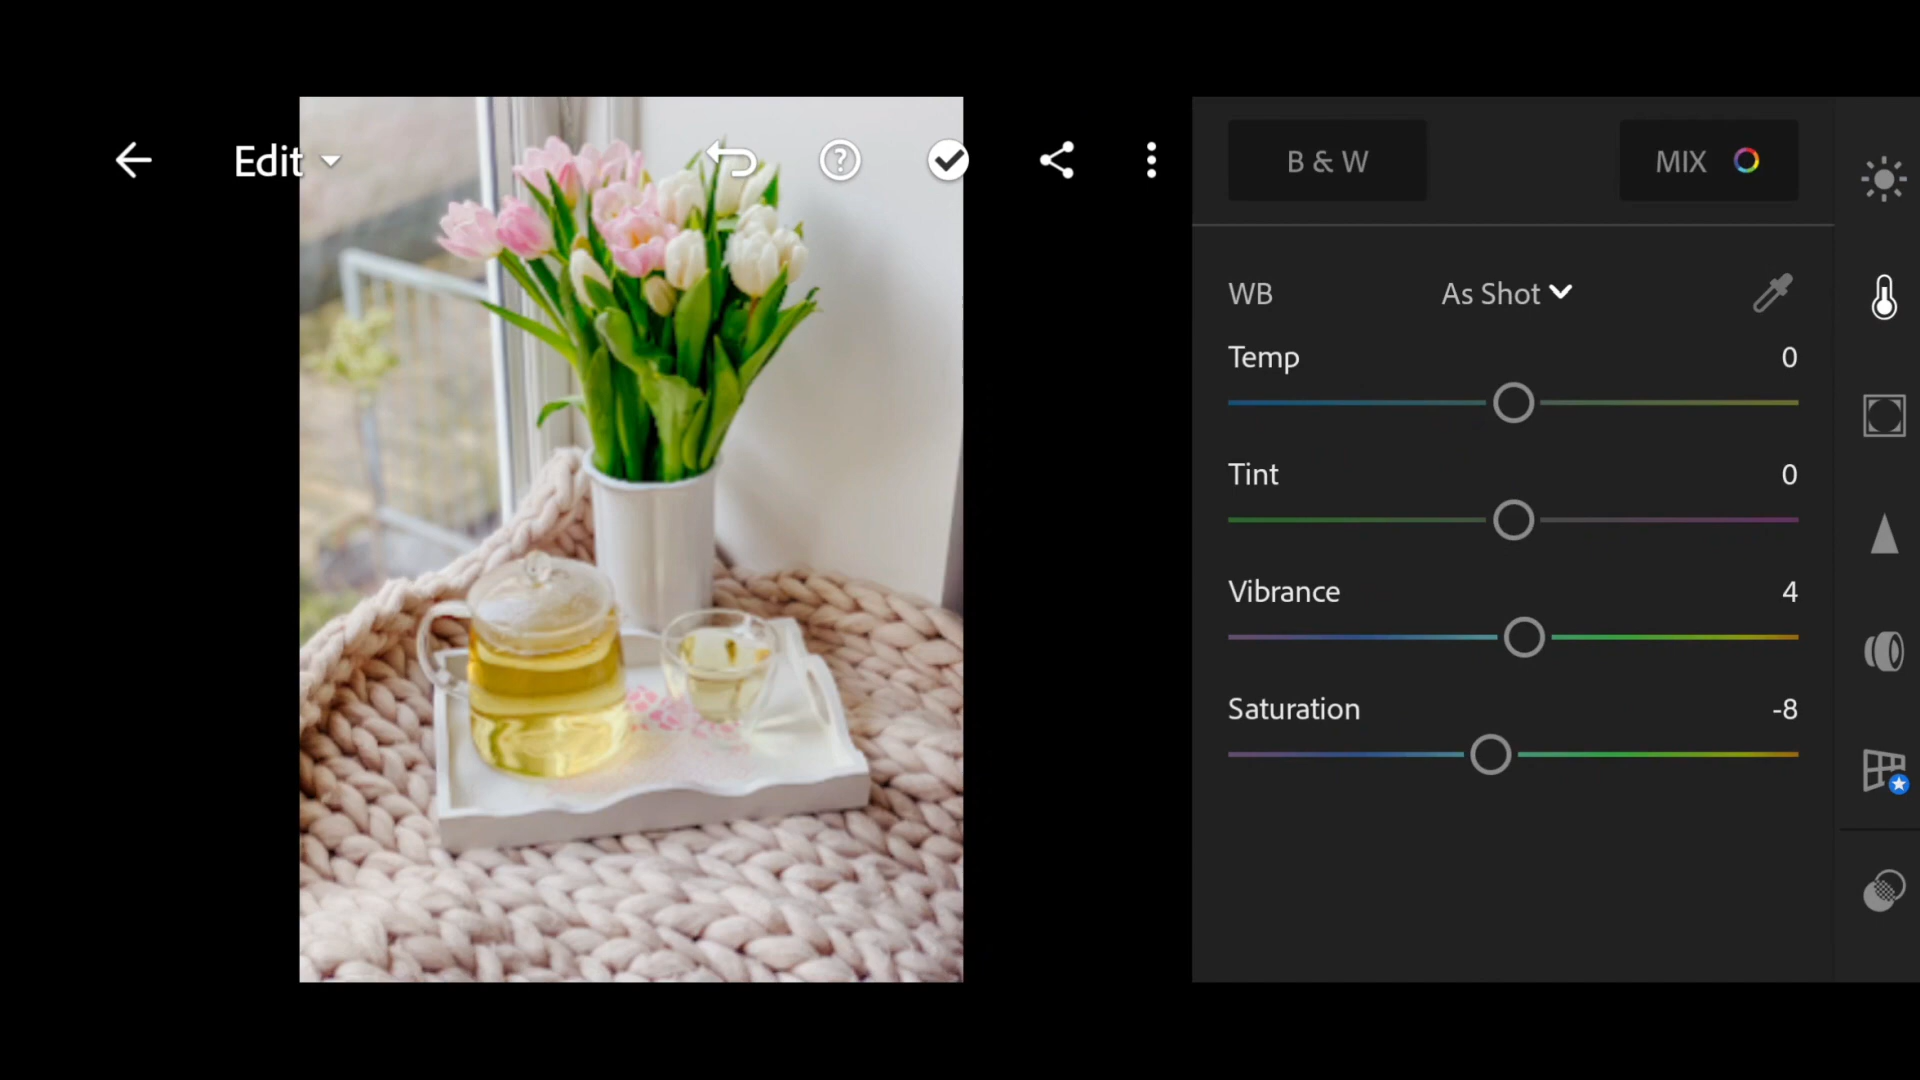 Edit
B & W
MIX
WB
As Shot
Temp
0
Tint
0
Vibrance
4
Saturation
-8